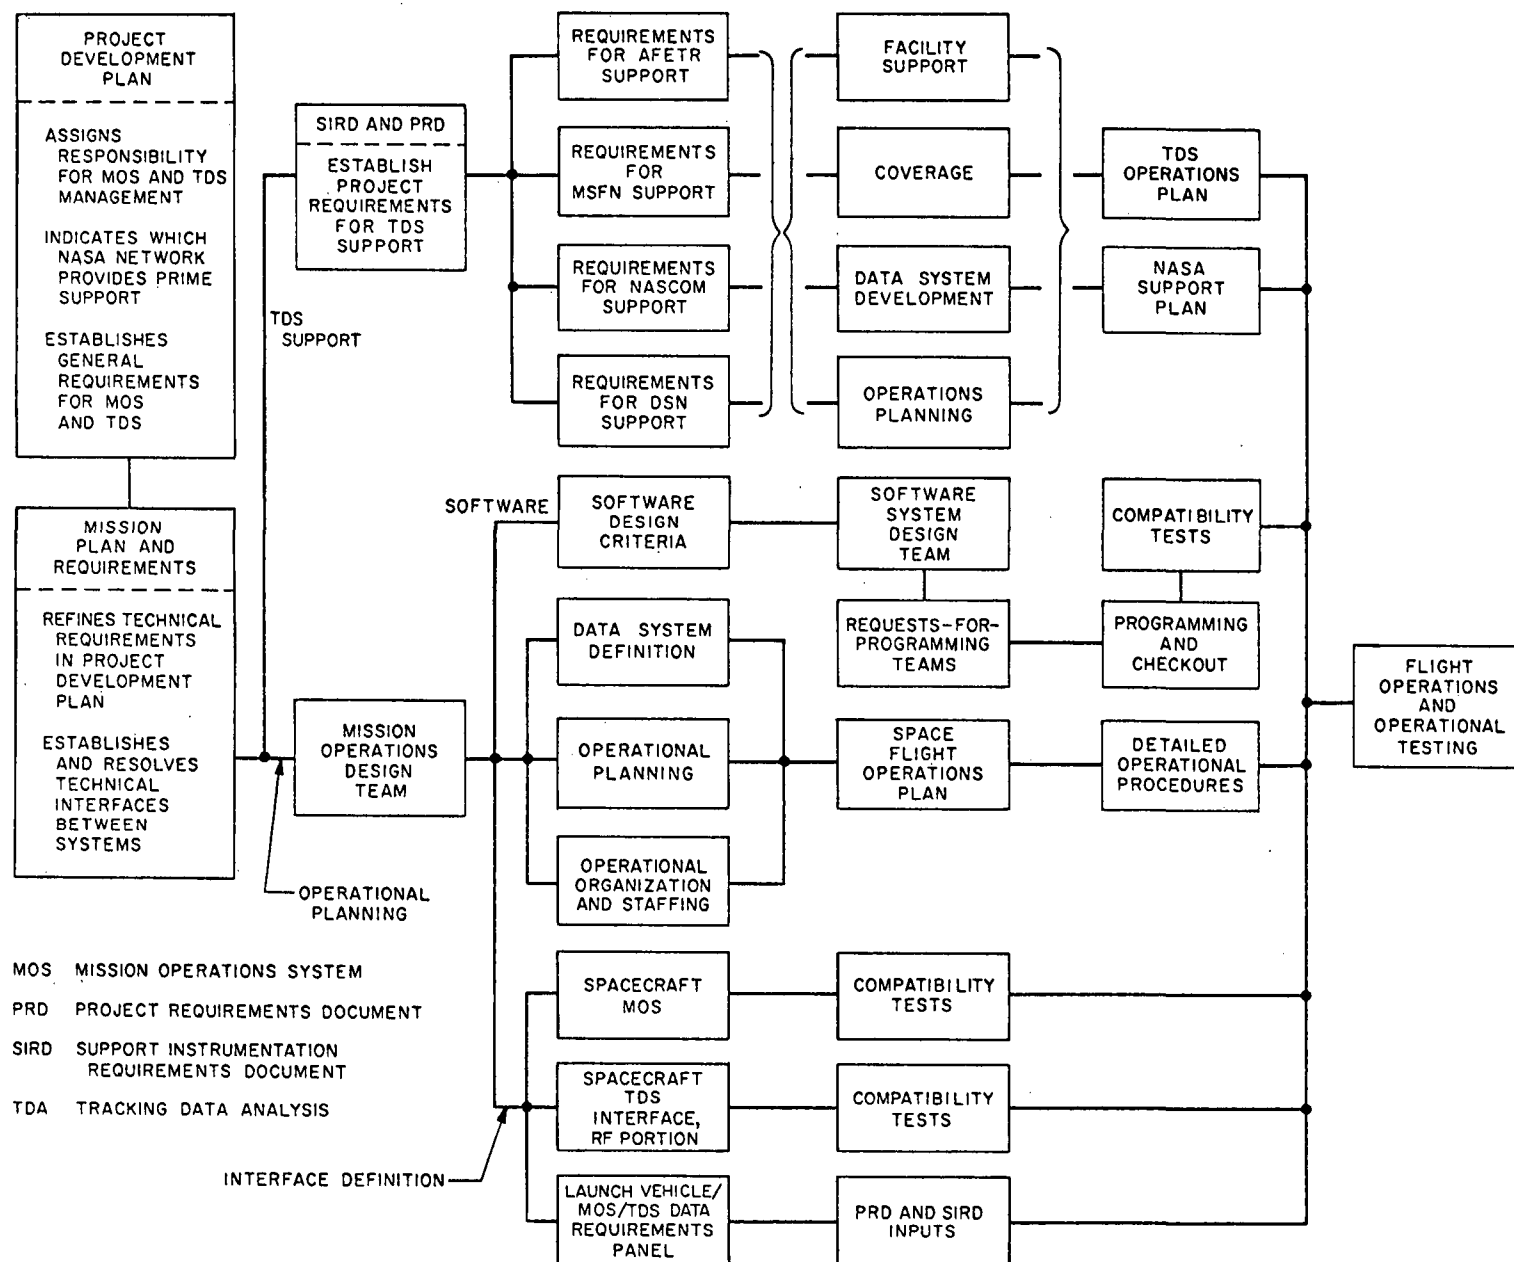 PROJECT
DEVELOPMENT
PLAN
ASSIGNS
RESPONSIBILITY
FOR MOS AND TDS
MANAGEMENT
INDICATES WHICH
NASA NETWORK
PROVIDES PRIME
SUPPORT
ESTABLISHES
GENERAL
REQUIREMENTS
FOR MOS
AND TDS
MISSION
PLAN AND
REQUIREMENTS
REFINES TECHNICAL
REQUIREMENTS
IN PROJECT
DEVELOPMENT
PLAN
ESTABLISHES
AND RESOLVES
TECHNICAL
INTERFACES
BETWEEN
SYSTEMS
TDS
SUPPORT
OPERATIONAL
PLANNING
SIRD AND PRD
ESTABLISH
PROJECT
REQUIREMENTS
FOR TDS
SUPPORT
MISSION
OPERATIONS
DESIGN
TEAM
REQUIREMENTS
FOR AFETR
SUPPORT
REQUIREMENTS
FOR
MSFN SUPPORT
REQUIREMENTS
FOR NASCOM
SUPPORT
REQUIREMENTS
FOR DSN
SUPPORT
FACILITY
SUPPORT
COVERAGE
DATA SYSTEM
DEVELOPMENT
OPERATIONS
PLANNING
TDS
OPERATIONS
PLAN
NASA
SUPPORT
PLAN
SOFTWARE
SOFTWARE
DESIGN
CRITERIA
SOFTWARE
SYSTEM
DESIGN
TEAM
COMPATIBILITY
TESTS
DATA SYSTEM
DEFINITION
REQUESTS-FOR-
PROGRAMMING
TEAMS
PROGRAMMING
AND
CHECKOUT
OPERATIONAL
PLANNING
SPACE
FLIGHT
OPERATIONS
PLAN
DETAILED
OPERATIONAL
PROCEDURES
OPERATIONAL
ORGANIZATION
AND STAFFING
FLIGHT
OPERATIONS
AND
OPERATIONAL
TESTING
SPACECRAFT
MOS
COMPATIBILITY
TESTS
SPACECRAFT
TDS
INTERFACE,
RF PORTION
COMPATIBILITY
TESTS
INTERFACE DEFINITION
LAUNCH VEHICLE/
MOS/TDS DATA
REQUIREMENTS
PANEL
PRD AND SIRD
INPUTS
MOS MISSION OPERATIONS SYSTEM
PRD PROJECT REQUIREMENTS DOCUMENT
SIRD SUPPORT INSTRUMENTATION
REQUIREMENTS DOCUMENT
TDA TRACKING DATA ANALYSIS